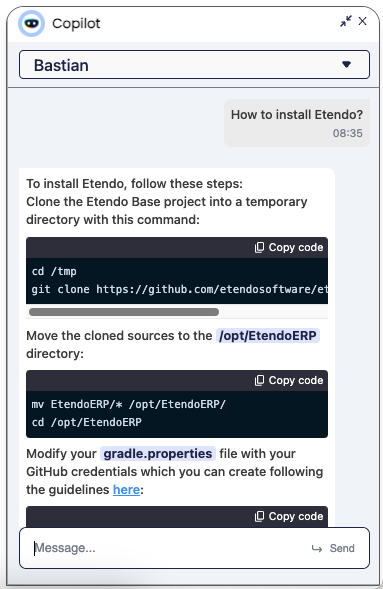 Copilot
Bastian
How to install Etendo?
08:35
To install Etendo, follow these steps:
Clone the Etendo Base project into a temporary
directory with this command:
Copy code
cd /tmp
git clone https://github.com/etendosoftware/et
Move the cloned sources to the /opt/EtendoERP
directory:
Copy code
mv EtendoERP/* /opt/EtendoERP/
cd /opt/EtendoERP
Modify your gradle.properties file with your
GitHub credentials which you can create following
the guidelines here:
Copy code
Message...
Send